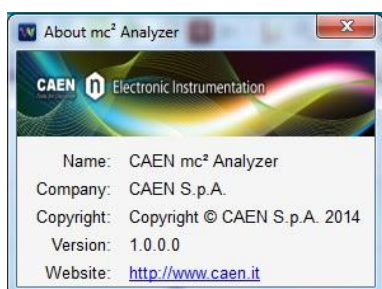 About mc² Analyzer
CAEN n Electronic Instrumentation
Name: CAEN mc² Analyzer
Company: CAEN S.p.A.
Copyright: Copyright © CAEN S.p.A. 2014
Version: 1.0.0.0
Website: http://www.caen.it